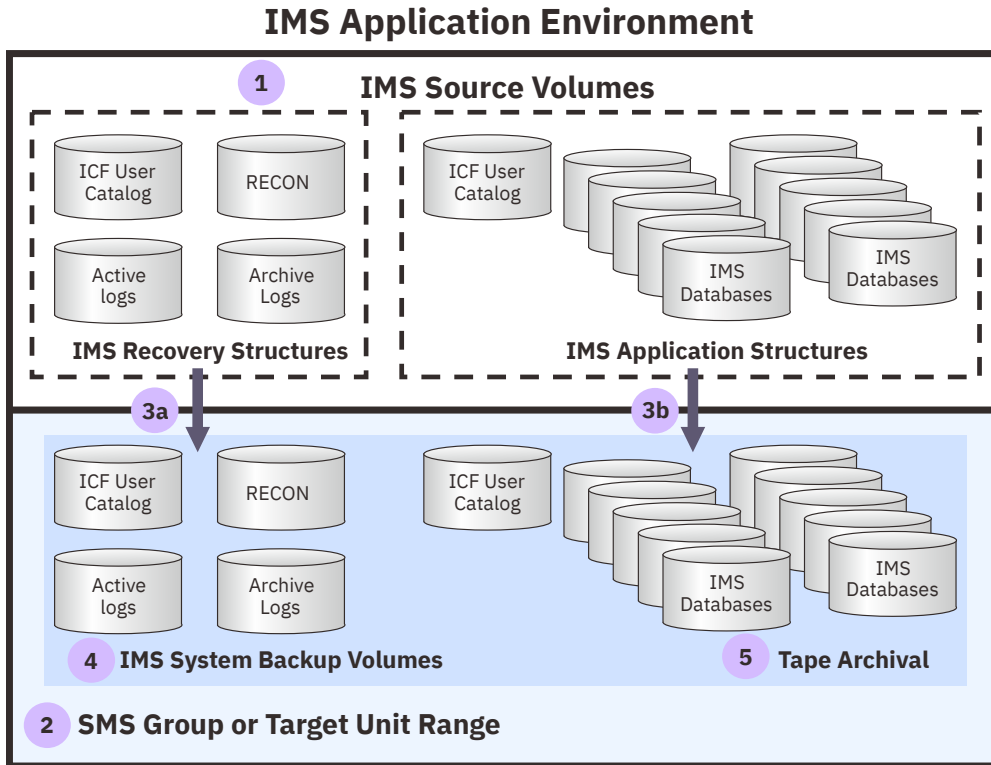 IMS Application Environment
1
IMS Source Volumes
ICF User
Catalog
RECON
Active
logs
Archive
Logs
IMS Recovery Structures
ICF User
Catalog
IMS
Databases
IMS
Databases
IMS Application Structures
3a
3b
ICF User
Catalog
RECON
Active
logs
Archive
Logs
ICF User
Catalog
IMS
Databases
IMS
Databases
4
IMS System Backup Volumes
5
Tape Archival
2
SMS Group or Target Unit Range